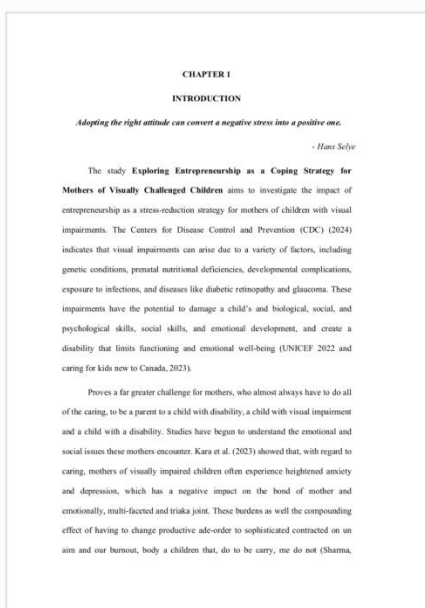 CHAPTER 1
INTRODUCTION
Adopting the right attitude can convert a negative stress into a positive one.
- Hans Selye
The study Exploring Entrepreneurship as a Coping Strategy for
Mothers of Visually Challenged Children aims to investigate the impact of
entrepreneurship as a stress-reduction strategy for mothers of children with visual
impairments. The Centers for Disease Control and Prevention (CDC) (2024)
indicates that visual impairments can arise due to a variety of factors, including
genetic conditions, prenatal nutritional deficiencies, developmental complications,
exposure to infections, and diseases like diabetic retinopathy and glaucoma. These
impairments have the potential to damage a child's and biological, social, and
psychological skills, social skills, and emotional development, and create a
disability that limits functioning and emotional well-being (UNICEF 2022 and
caring for kids new to Canada, 2023).
Proves a far greater challenge for mothers, who almost always have to do all
of the caring, to be a parent to a child with disability, a child with visual impairment
and a child with a disability. Studies have begun to understand the emotional and
social issues these mothers encounter. Kara et al. (2023) showed that, with regard to
caring, mothers of visually impaired children often experience heightened anxiety
and depression, which has a negative impact on the bond of mother and
emotionally, multi-faceted and triaka joint. These burdens as well the compounding
effect of having to change productive ade-order to sophisticated contracted on un
aim and our burnout, body a children that, do to be carry, me do not (Sharma,